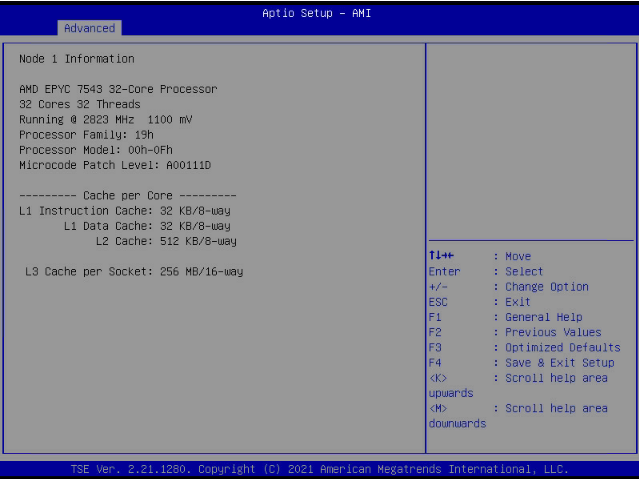 Aptio Setup – AMI
Advanced
Node 1 Information
AMD EPYC 7543 32-Core Processor
32 Cores 32 Threads
Running @ 2823 MHz  1100 mV
Processor Family: 19h
Processor Model: 00h-0Fh
Microcode Patch Level: A00111D
--------- Cache per Core ---------
L1 Instruction Cache: 32 KB/8-way
L1 Data Cache: 32 KB/8-way
L2 Cache: 512 KB/8-way
L3 Cache per Socket: 256 MB/16-way
↑↓→← : Move
Enter : Select
+/- : Change Option
ESC : Exit
F1 : General Help
F2 : Previous Values
F3 : Optimized Defaults
F4 : Save & Exit Setup
<K> : Scroll help area
upwards
<M> : Scroll help area
downwards
TSE Ver. 2.21.1280. Copyright (C) 2021 American Megatrends International, LLC.